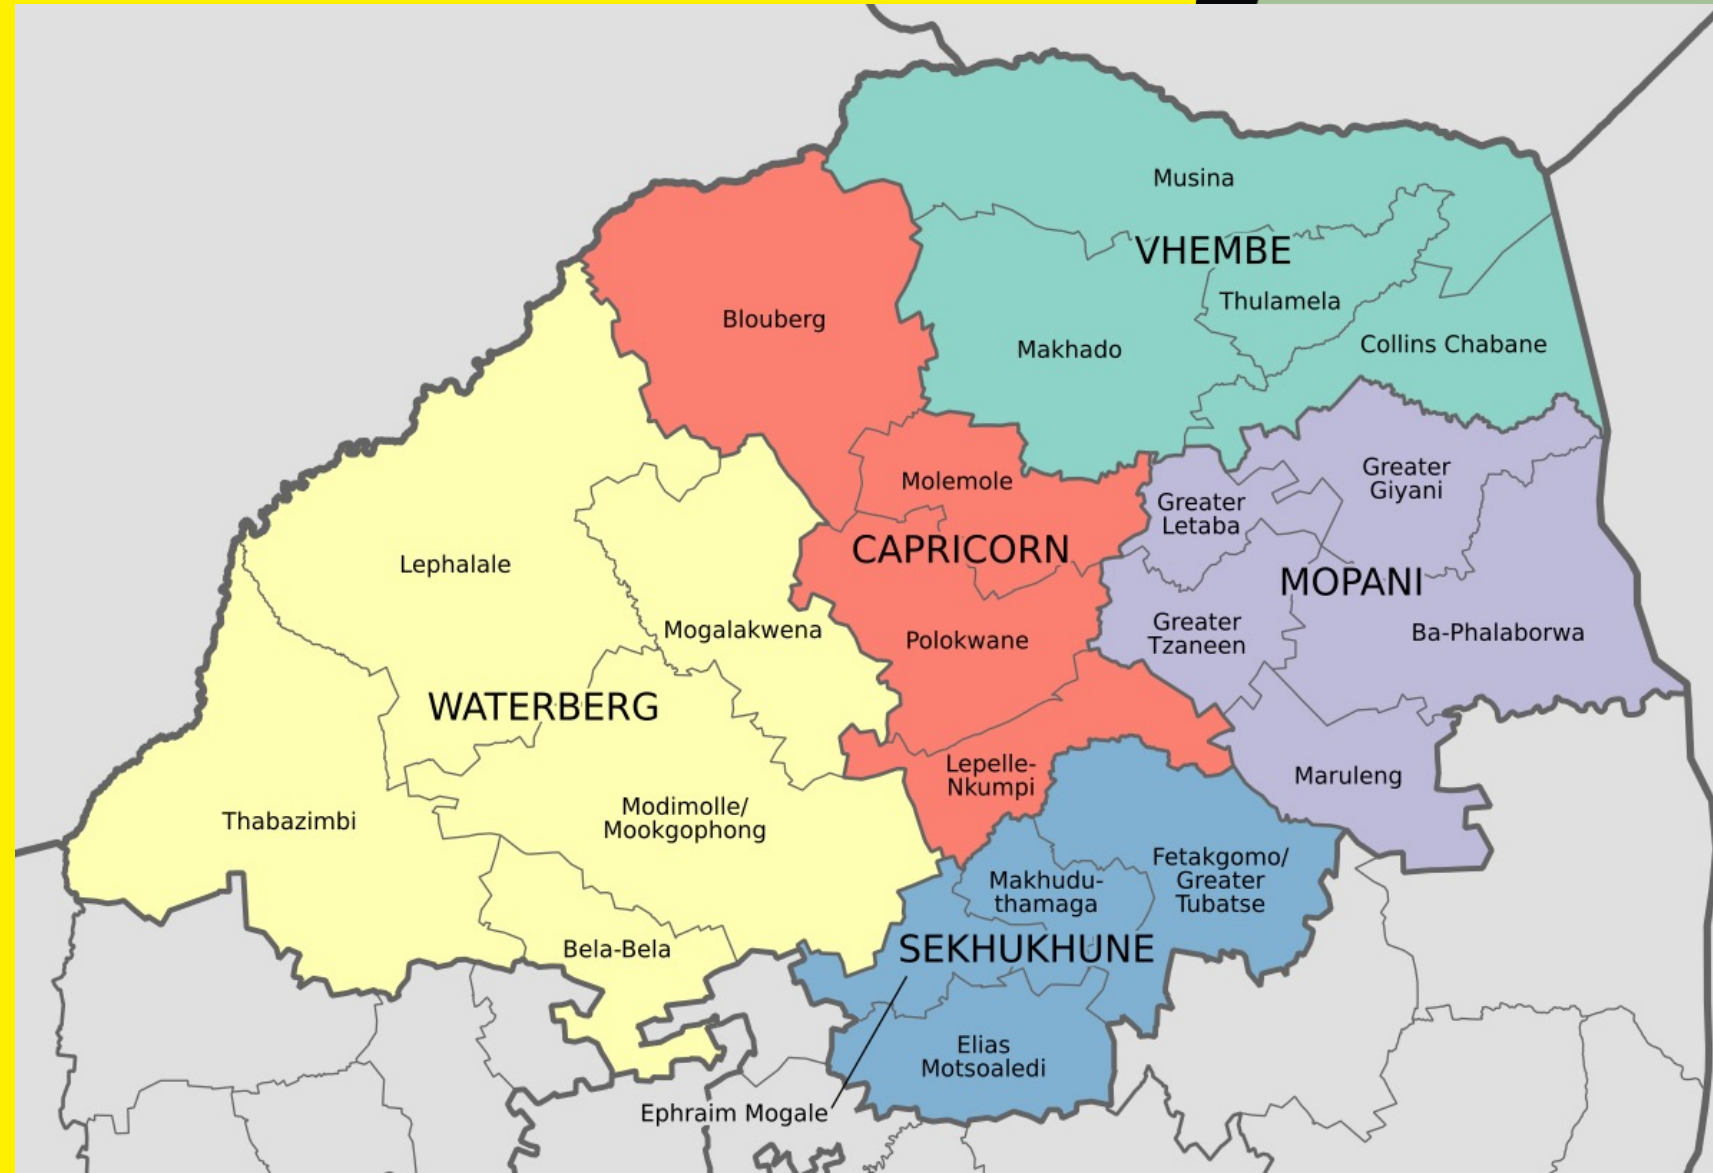 Musina
VHEMBE
Thulamela
Blouberg
Makhado
Collins Chabane
Molemole
Greater
Giyani
Greater
Letaba
CAPRICORN
Lephalale
MOPANI
Mogalakwena
Polokwane
Greater
Tzaneen
Ba-Phalaborwa
WATERBERG
Lepelle-
Nkumpi
Maruleng
Thabazimbi
Modimolle/
Mookgophong
Makhudu-
thamaga
Fetakgomo/
Greater
Tubatse
Bela-Bela
SEKHUKHUNE
Elias
Motsoaledi
Ephraim Mogale